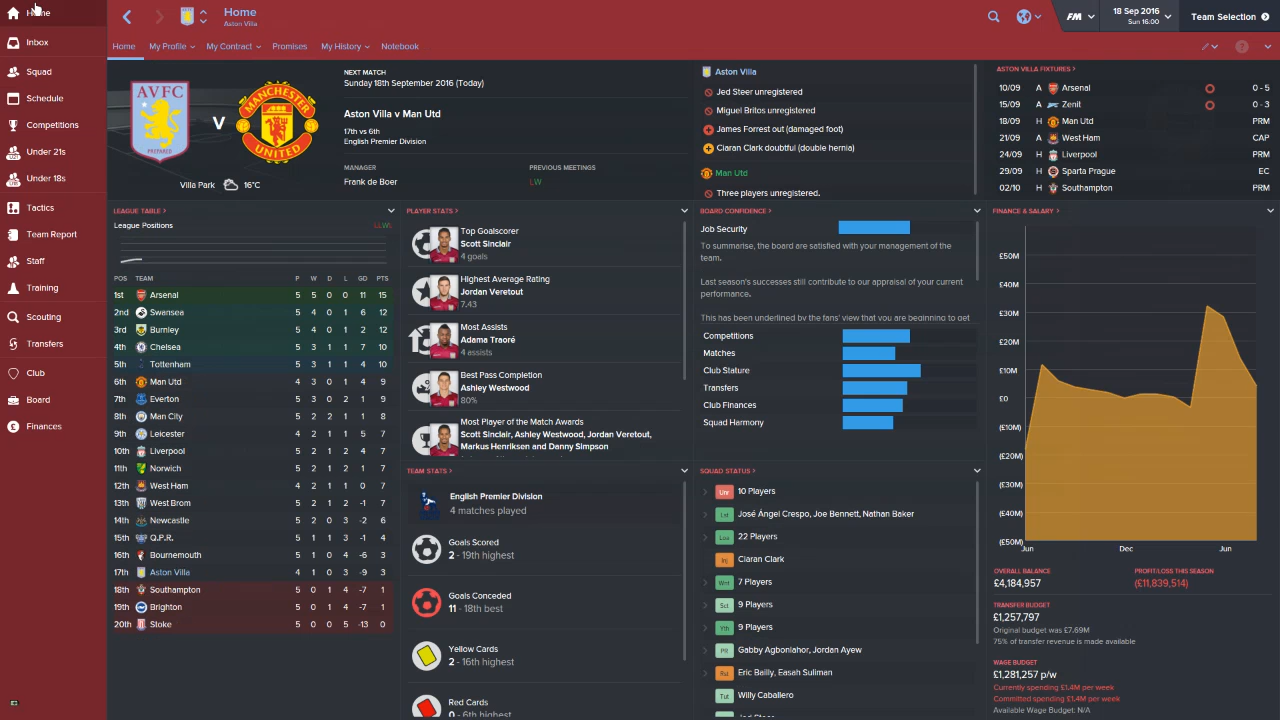 Home
Inbox
Squad
Schedule
Competitions
Under 21s
Under 18s
Tactics
Team Report
Staff
Training
Scouting
Transfers
Club
Board
Finances
Home
Aston Villa
FM
18 Sep 2016
Sun 16:00
Team Selection
Home
My Profile
My Contract
Promises
My History
Notebook
AVFC
PREPARED
V
MANCHESTER
UNITED
Villa Park
16°C
NEXT MATCH
Sunday 18th September 2016 (Today)
Aston Villa v Man Utd
17th vs 6th
English Premier Division
MANAGER
PREVIOUS MEETINGS
Frank de Boer
LW
Aston Villa
Jed Steer unregistered
Miguel Britos unregistered
James Forrest out (damaged foot)
Ciaran Clark doubtful (double hernia)
Man Utd
Three players unregistered.
ASTON VILLA FIXTURES >
10/09 A Arsenal 0 - 5
15/09 A Zenit 0 - 3
18/09 H Man Utd PRM
21/09 A West Ham CAP
24/09 H Liverpool PRM
29/09 H Sparta Prague EC
02/10 H Southampton PRM
LEAGUE TABLE >
League Positions
LLWL
POS TEAM P W D L GD PTS
1st Arsenal 5 5 0 0 11 15
2nd Swansea 5 4 0 1 6 12
3rd Burnley 5 4 0 1 2 12
4th Chelsea 5 3 1 1 7 10
5th Tottenham 5 3 1 1 4 10
6th Man Utd 4 3 0 1 4 9
7th Everton 5 3 0 2 1 9
8th Man City 5 2 2 1 1 8
9th Leicester 4 2 1 1 5 7
10th Liverpool 5 2 1 2 4 7
11th Norwich 5 2 1 2 1 7
12th West Ham 4 2 1 1 0 7
13th West Brom 5 2 1 2 -1 7
14th Newcastle 5 2 0 3 -2 6
15th Q.P.R. 5 1 1 3 -1 4
16th Bournemouth 5 1 0 4 -6 3
17th Aston Villa 4 1 0 3 -9 3
18th Southampton 5 0 1 4 -7 1
19th Brighton 5 0 1 4 -7 1
20th Stoke 5 0 0 5 -13 0
PLAYER STATS >
Top Goalscorer
Scott Sinclair
4 goals
Highest Average Rating
Jordan Veretout
7.43
Most Assists
Adama Traoré
4 assists
Best Pass Completion
Ashley Westwood
80%
Most Player of the Match Awards
Scott Sinclair, Ashley Westwood, Jordan Veretout,
Markus Henriksen and Danny Simpson
TEAM STATS >
English Premier Division
4 matches played
Goals Scored
2 - 19th highest
Goals Conceded
11 - 18th best
Yellow Cards
2 - 16th highest
Red Cards
0 - 6th highest
BOARD CONFIDENCE >
Job Security
To summarise, the board are satisfied with your management of the
team.
Last season's successes still contribute to our appraisal of your current
performance.
This has been underlined by the fans' view that you are beginning to get
Competitions
Matches
Club Stature
Transfers
Club Finances
Squad Harmony
SQUAD STATUS >
Unr 10 Players
Lst José Ángel Crespo, Joe Bennett, Nathan Baker
Loa 22 Players
Inj Ciaran Clark
Wnt 7 Players
Sct 9 Players
Yth 9 Players
PR Gabby Agbonlahor, Jordan Ayew
Rst Eric Bailly, Easah Suliman
Tut Willy Caballero
FINANCE & SALARY >
£50M
£40M
£30M
£20M
£10M
£0
(£10M)
(£20M)
(£30M)
(£40M)
(£50M)
Jun Dec Jun
OVERALL BALANCE
PROFIT/LOSS THIS SEASON
£4,184,957
(£11,839,514)
TRANSFER BUDGET
£1,257,797
Original budget was £7.69M
75% of transfer revenue is made available
WAGE BUDGET
£1,281,257 p/w
Currently spending £1.4M per week
Committed spending £1.4M per week
Available Wage Budget: N/A